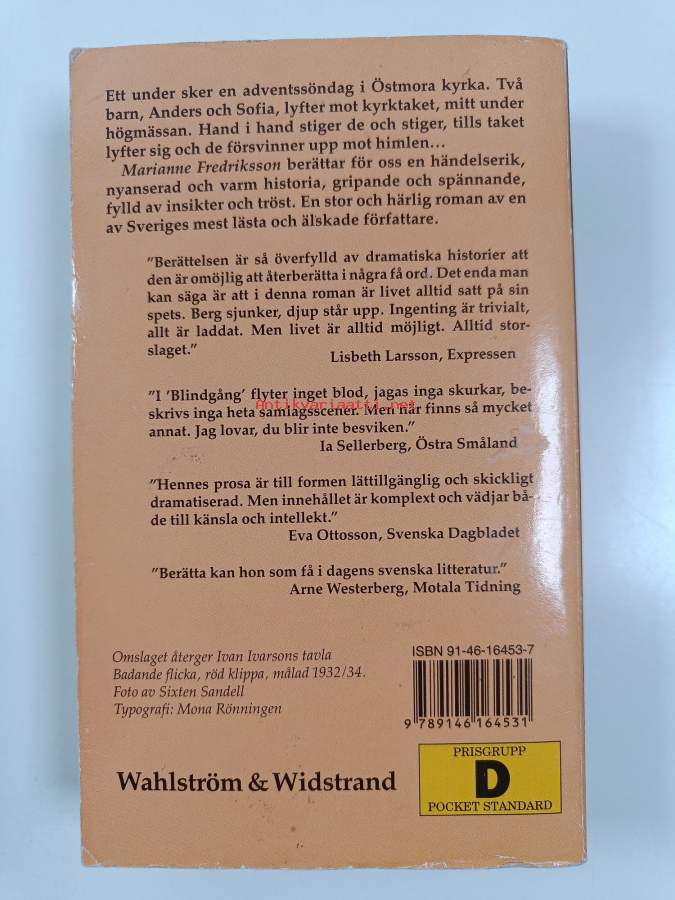 Ett under sker en adventssöndag i Östmora kyrka. Två
barn, Anders och Sofia, lyfter mot kyrktaket, mitt under
högmässan. Hand i hand stiger de och stiger, tills taket
lyfter sig och de försvinner upp mot himlen...
Marianne Fredriksson berättar för oss en händelserik,
nyanserad och varm historia, gripande och spännande,
fylld av insikter och tröst. En stor och härlig roman av en
av Sveriges mest lästa och älskade författare.
"Berättelsen är så överfylld av dramatiska historier att
den är omöjlig att återberätta i några få ord. Det enda man
kan säga är att i denna roman är livet alltid satt på sin
spets. Berg sjunker, djup står upp. Ingenting är trivialt,
allt är laddat. Men livet är alltid möjligt. Alltid stor-
slaget."
Lisbeth Larsson, Expressen
"I 'Blindgång' flyter inget blod, jagas inga skurkar, be-
skrivs inga heta samlagsscener. Men här finns så mycket
annat. Jag lovar, du blir inte besviken."
Ia Sellerberg, Östra Småland
Antikvariaatti.net
"Hennes prosa är till formen lättillgänglig och skickligt
dramatiserad. Men innehållet är komplext och vädjar bå-
de till känsla och intellekt."
Eva Ottosson, Svenska Dagbladet
"Berätta kan hon som få i dagens svenska litteratur."
Arne Westerberg, Motala Tidning
Omslaget återger Ivan Ivarsons tavla
Badande flicka, röd klippa, målad 1932/34.
Foto av Sixten Sandell
Typografi: Mona Rönningen
ISBN 91-46-16453-7
9 789146 164531
Wahlström & Widstrand
PRISGRUPP
D
POCKET STANDARD